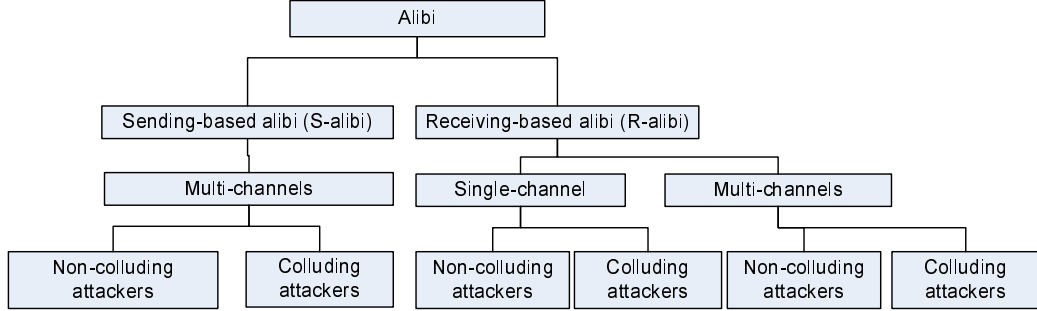 Alibi
Sending-based alibi (S-alibi)
Receiving-based alibi (R-alibi)
Multi-channels
Single-channel
Multi-channels
Non-colluding
attackers
Colluding
attackers
Non-colluding
attackers
Colluding
attackers
Non-colluding
attackers
Colluding
attackers